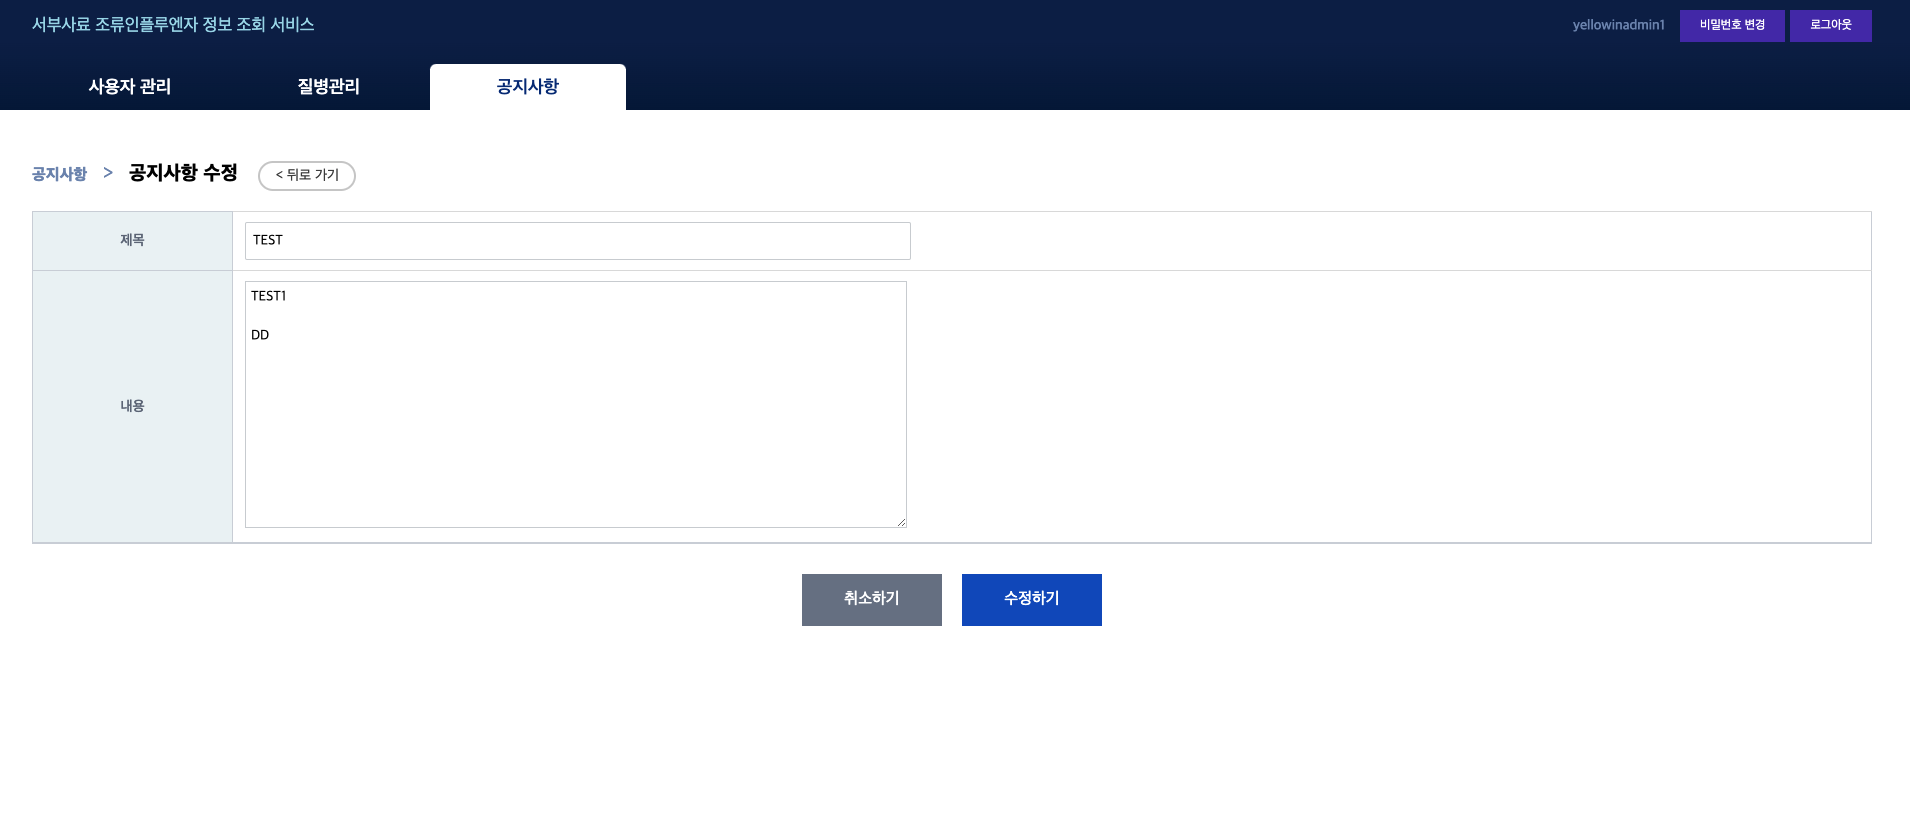 서부사료 조류인플루엔자 정보 조회 서비스
yellowinadmin1 비밀번호 변경 로그아웃
사용자 관리 질병관리 공지사항
공지사항 > 공지사항 수정 < 뒤로 가기
제목 TEST
TEST1
DD
내용
취소하기 수정하기